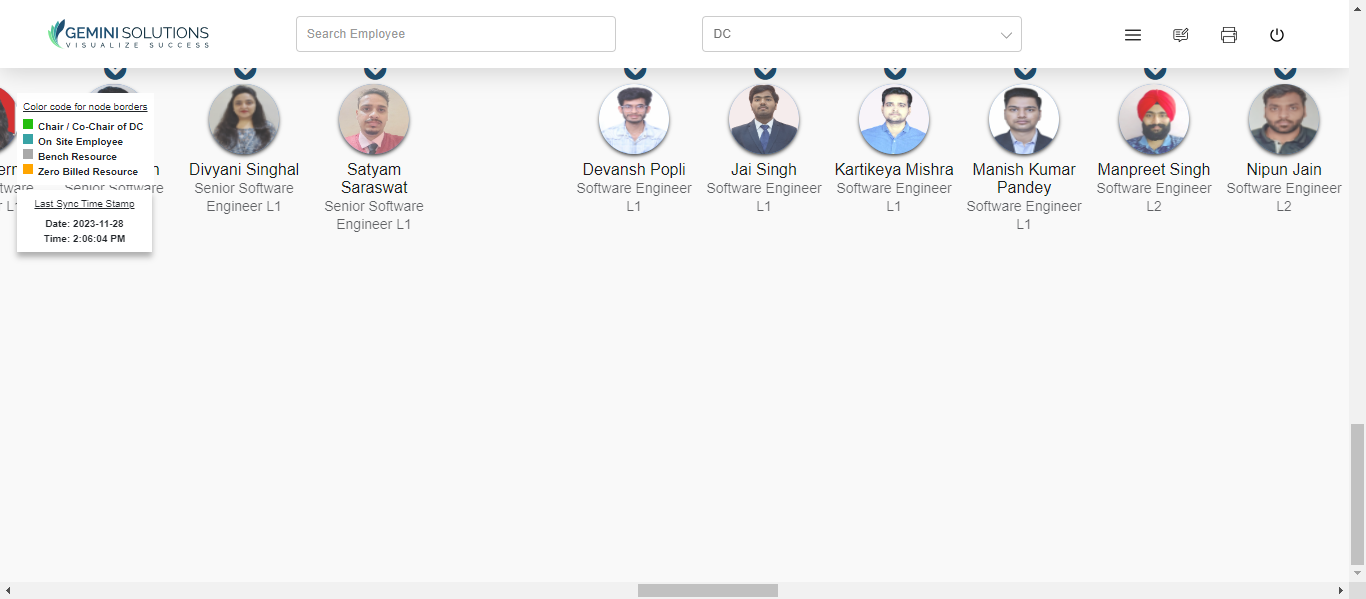 GEMINI SOLUTIONS
VISUALIZE SUCCESS
Search Employee
DC
Color code for node borders
Chair / Co-Chair of DC
On Site Employee
Bench Resource
Zero Billed Resource
Last Sync Time Stamp
Date: 2023-11-28
Time: 2:06:04 PM
Senior Software
Divyani Singhal
Senior Software
Engineer L1
Satyam
Saraswat
Senior Software
Engineer L1
Devansh Popli
Software Engineer
L1
Jai Singh
Software Engineer
L1
Kartikeya Mishra
Software Engineer
L1
Manish Kumar
Pandey
Software Engineer
L1
Manpreet Singh
Software Engineer
L2
Nipun Jain
Software Engineer
L2